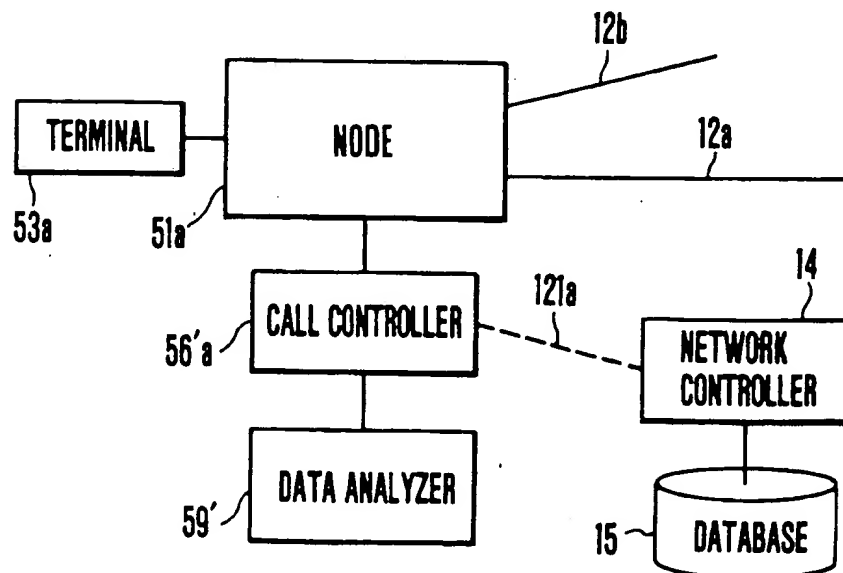 12b
TERMINAL
NODE
12a
53a
51a
14
121a
CALL CONTROLLER
NETWORK
CONTROLLER
56'a
DATA ANALYZER
59'
15
DATABASE